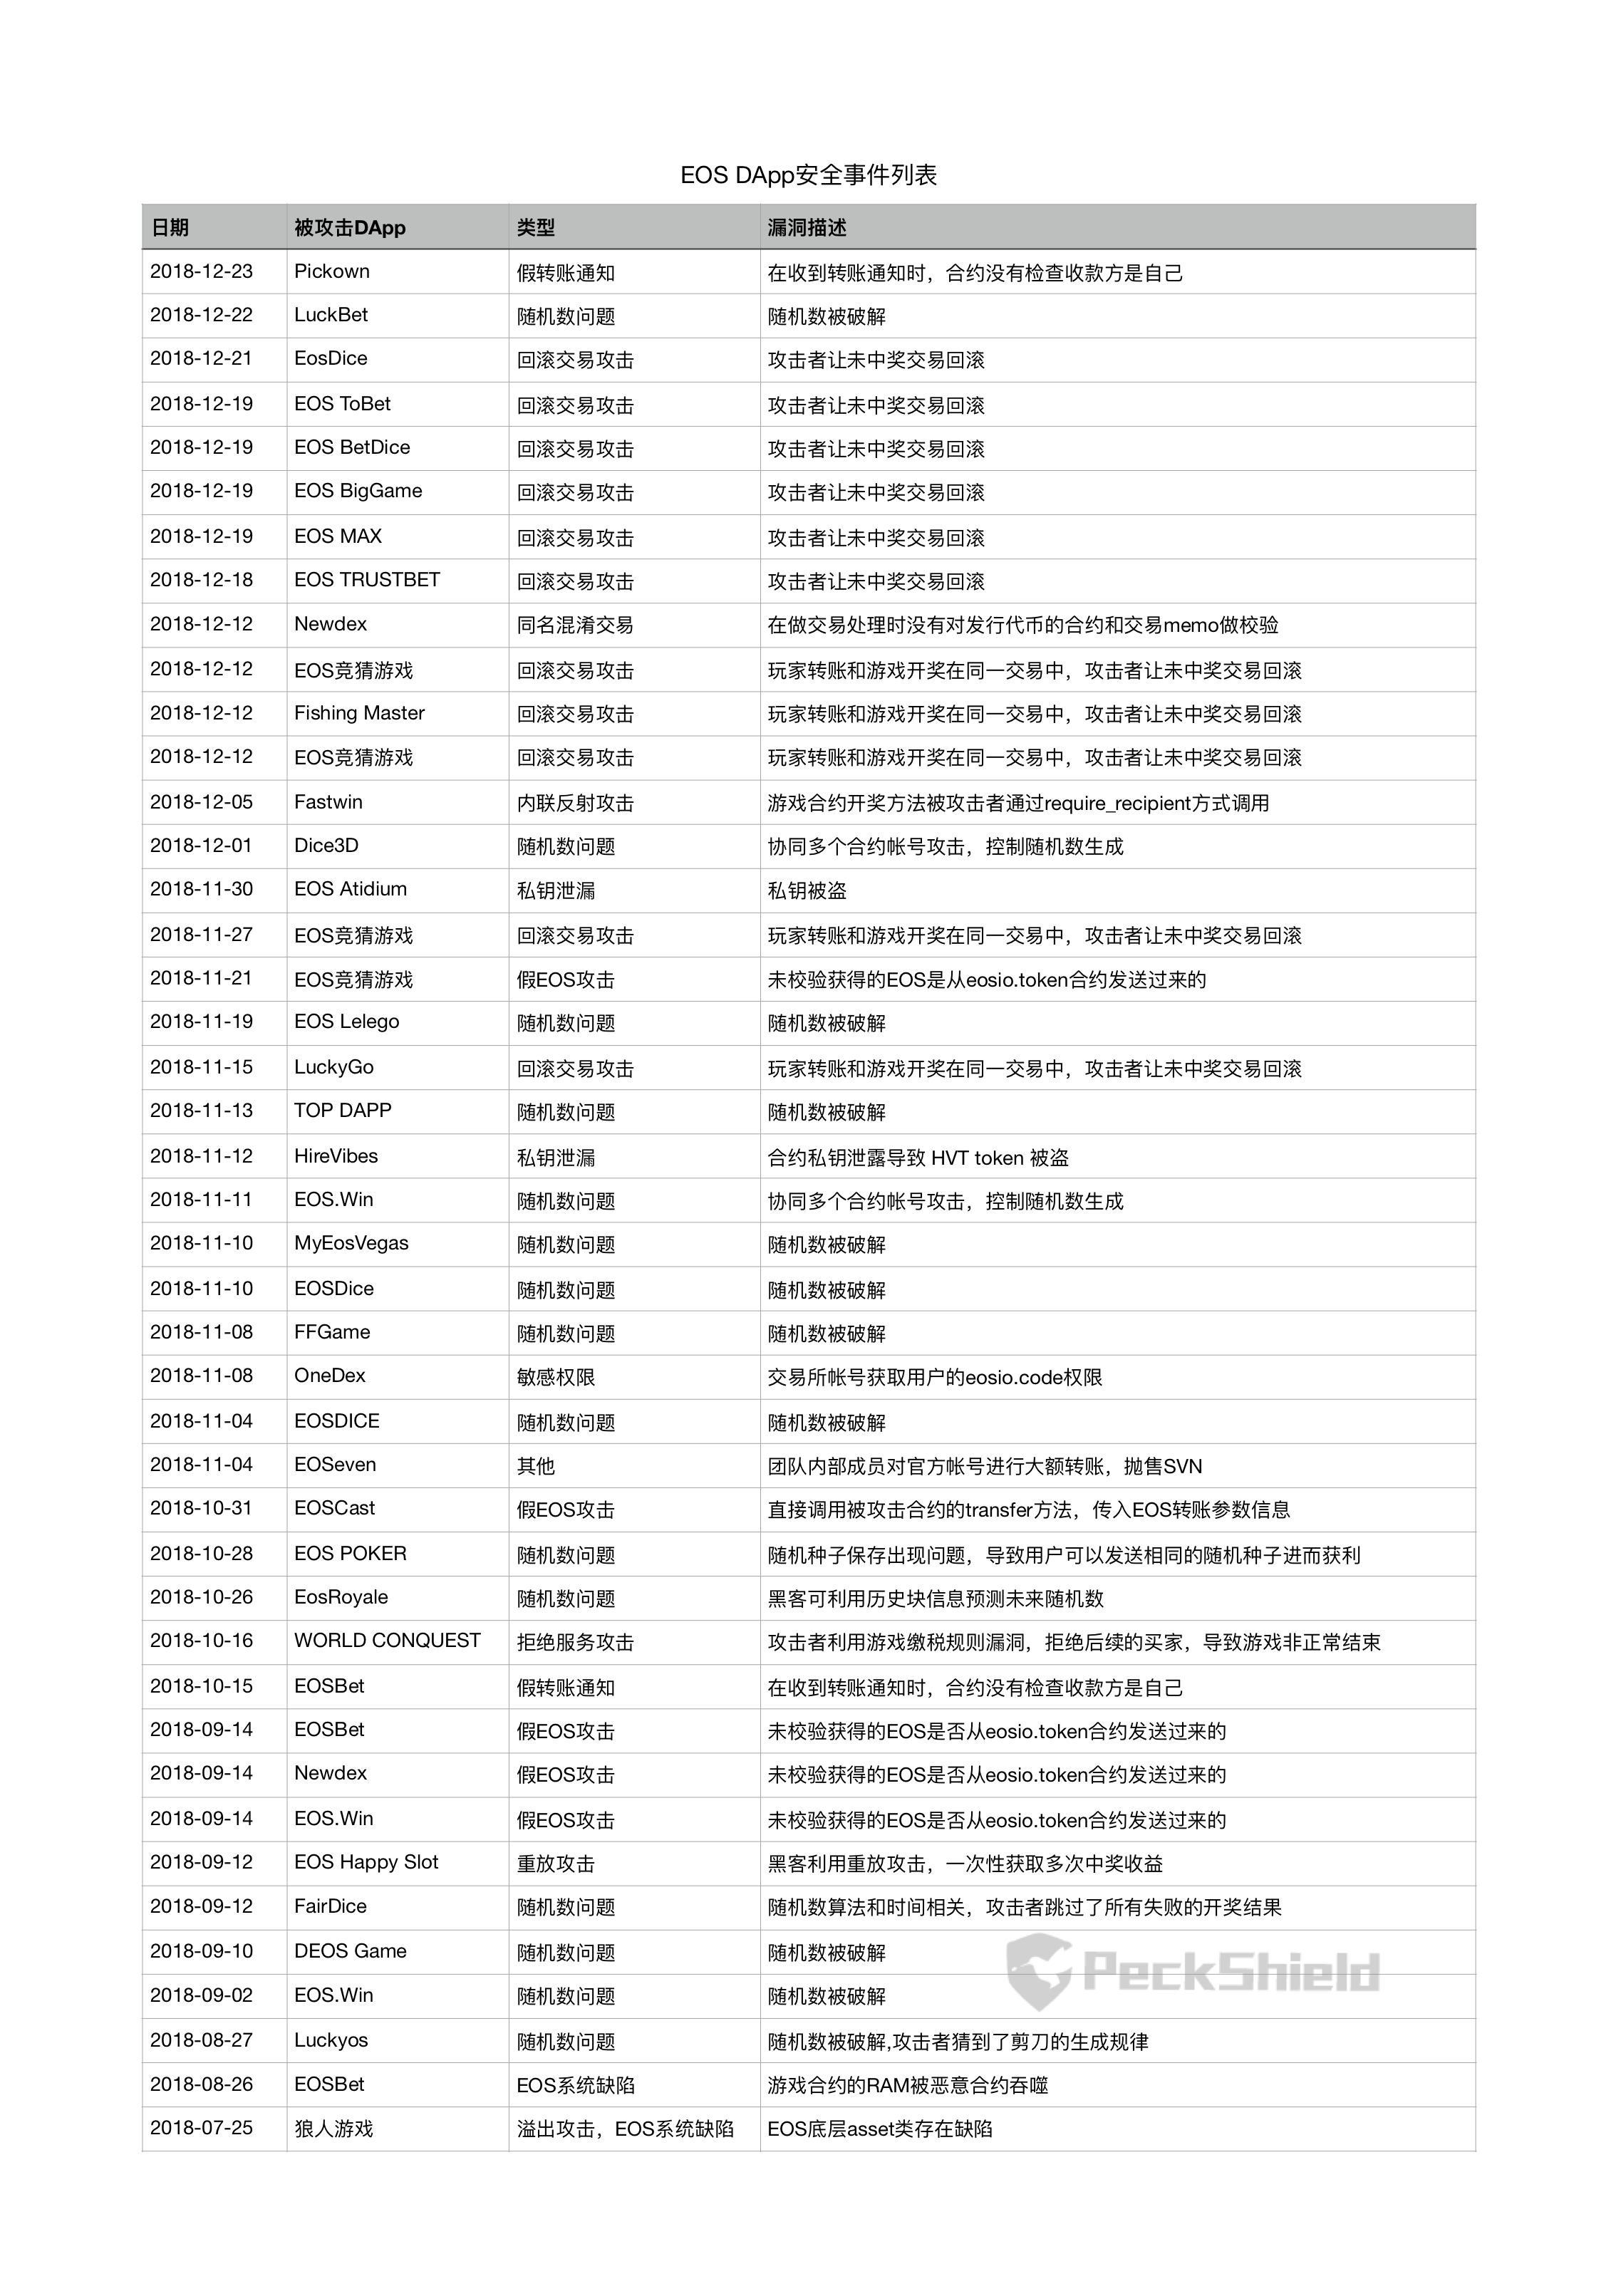 EOS DApp安全事件列表
日期 被攻击DApp 类型 漏洞描述
2018-12-23 Pickown 假转账通知 在收到转账通知时，合约没有检查收款方是自己
2018-12-22 LuckBet 随机数问题 随机数被破解
2018-12-21 EosDice 回滚交易攻击 攻击者让未中奖交易回滚
2018-12-19 EOS ToBet 回滚交易攻击 攻击者让未中奖交易回滚
2018-12-19 EOS BetDice 回滚交易攻击 攻击者让未中奖交易回滚
2018-12-19 EOS BigGame 回滚交易攻击 攻击者让未中奖交易回滚
2018-12-19 EOS MAX 回滚交易攻击 攻击者让未中奖交易回滚
2018-12-18 EOS TRUSTBET 回滚交易攻击 攻击者让未中奖交易回滚
2018-12-12 Newdex 同名混淆交易 在做交易处理时没有对发行代币的合约和交易memo做校验
2018-12-12 EOS竞猜游戏 回滚交易攻击 玩家转账和游戏开奖在同一交易中，攻击者让未中奖交易回滚
2018-12-12 Fishing Master 回滚交易攻击 玩家转账和游戏开奖在同一交易中，攻击者让未中奖交易回滚
2018-12-12 EOS竞猜游戏 回滚交易攻击 玩家转账和游戏开奖在同一交易中，攻击者让未中奖交易回滚
2018-12-05 Fastwin 内联反射攻击 游戏合约开奖方法被攻击者通过require_recipient方式调用
2018-12-01 Dice3D 随机数问题 协同多个合约帐号攻击，控制随机数生成
2018-11-30 EOS Atidium 私钥泄漏 私钥被盗
2018-11-27 EOS竞猜游戏 回滚交易攻击 玩家转账和游戏开奖在同一交易中，攻击者让未中奖交易回滚
2018-11-21 EOS竞猜游戏 假EOS攻击 未校验获得的EOS是从eosio.token合约发送过来的
2018-11-19 EOS Lelego 随机数问题 随机数被破解
2018-11-15 LuckyGo 回滚交易攻击 玩家转账和游戏开奖在同一交易中，攻击者让未中奖交易回滚
2018-11-13 TOP DAPP 随机数问题 随机数被破解
2018-11-12 HireVibes 私钥泄漏 合约私钥泄露导致 HVT token 被盗
2018-11-11 EOS.Win 随机数问题 协同多个合约帐号攻击，控制随机数生成
2018-11-10 MyEosVegas 随机数问题 随机数被破解
2018-11-10 EOSDice 随机数问题 随机数被破解
2018-11-08 FFGame 随机数问题 随机数被破解
2018-11-08 OneDex 敏感权限 交易所帐号获取用户的eosio.code权限
2018-11-04 EOSDICE 随机数问题 随机数被破解
2018-11-04 EOSeven 其他 团队内部成员对官方帐号进行大额转账，抛售SVN
2018-10-31 EOSCast 假EOS攻击 直接调用被攻击合约的transfer方法，传入EOS转账参数信息
2018-10-28 EOS POKER 随机数问题 随机种子保存出现问题，导致用户可以发送相同的随机种子进而获利
2018-10-26 EosRoyale 随机数问题 黑客可利用历史块信息预测未来随机数
2018-10-16 WORLD CONQUEST 拒绝服务攻击 攻击者利用游戏缴税规则漏洞，拒绝后续的买家，导致游戏非正常结束
2018-10-15 EOSBet 假转账通知 在收到转账通知时，合约没有检查收款方是自己
2018-09-14 EOSBet 假EOS攻击 未校验获得的EOS是否从eosio.token合约发送过来的
2018-09-14 Newdex 假EOS攻击 未校验获得的EOS是否从eosio.token合约发送过来的
2018-09-14 EOS.Win 假EOS攻击 未校验获得的EOS是否从eosio.token合约发送过来的
2018-09-12 EOS Happy Slot 重放攻击 黑客利用重放攻击，一次性获取多次中奖收益
2018-09-12 FairDice 随机数问题 随机数算法和时间相关，攻击者跳过了所有失败的开奖结果
2018-09-10 DEOS Game 随机数问题 随机数被破解
PeckShield
2018-09-02 EOS.Win 随机数问题 随机数被破解
2018-08-27 Luckyos 随机数问题 随机数被破解,攻击者猜到了剪刀的生成规律
2018-08-26 EOSBet EOS系统缺陷 游戏合约的RAM被恶意合约吞噬
2018-07-25 狼人游戏 溢出攻击，EOS系统缺陷 EOS底层asset类存在缺陷